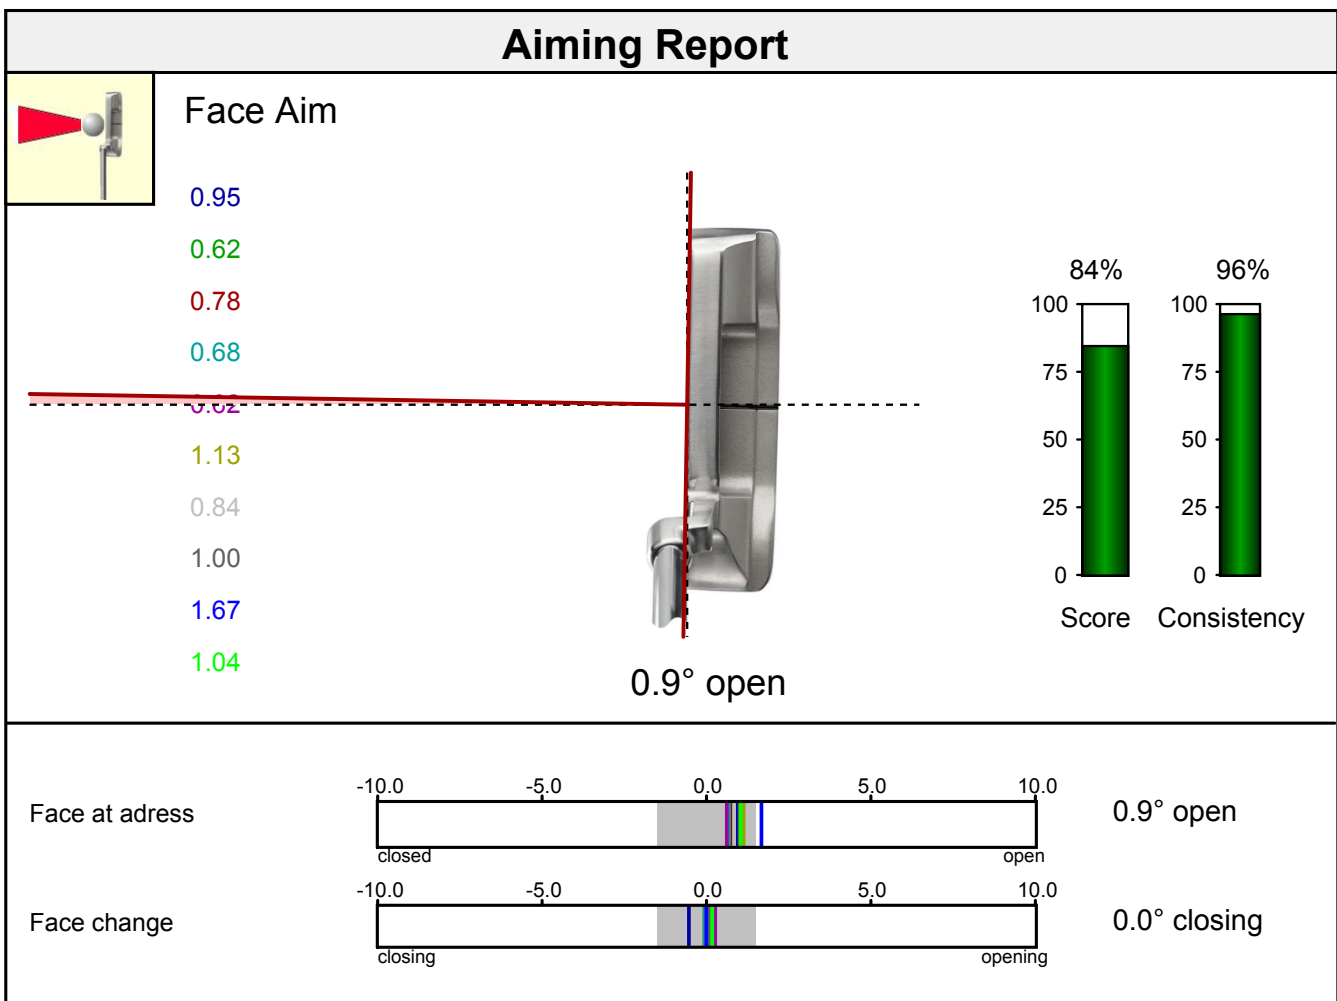 Aiming Report
Face Aim
0.95
0.62
0.78
0.68
0.62
1.13
0.84
1.00
1.67
1.04
0.9° open
84% 96%
100 100
75 75
50 50
25 25
0 0
Score Consistency
-10.0 -5.0 0.0 5.0 10.0
Face at adress 0.9° open
closed open
-10.0 -5.0 0.0 5.0 10.0
Face change 0.0° closing
closing opening